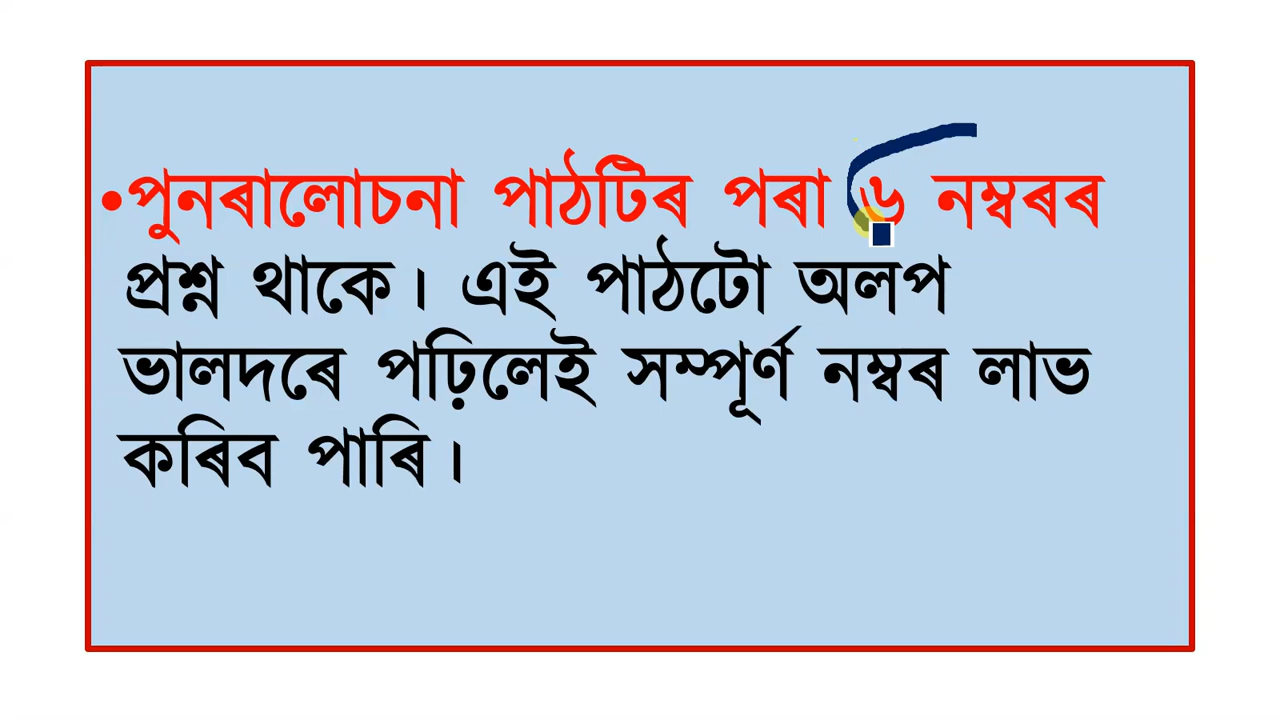 •পুনৰালোচনা পাঠটিৰ পৰা ৬ নম্বৰৰ
প্ৰশ্ন থাকে। এই পাঠটো অলপ
ভালদৰে পঢ়িলেই সম্পূৰ্ণ নম্বৰ লাভ
কৰিব পাৰি।